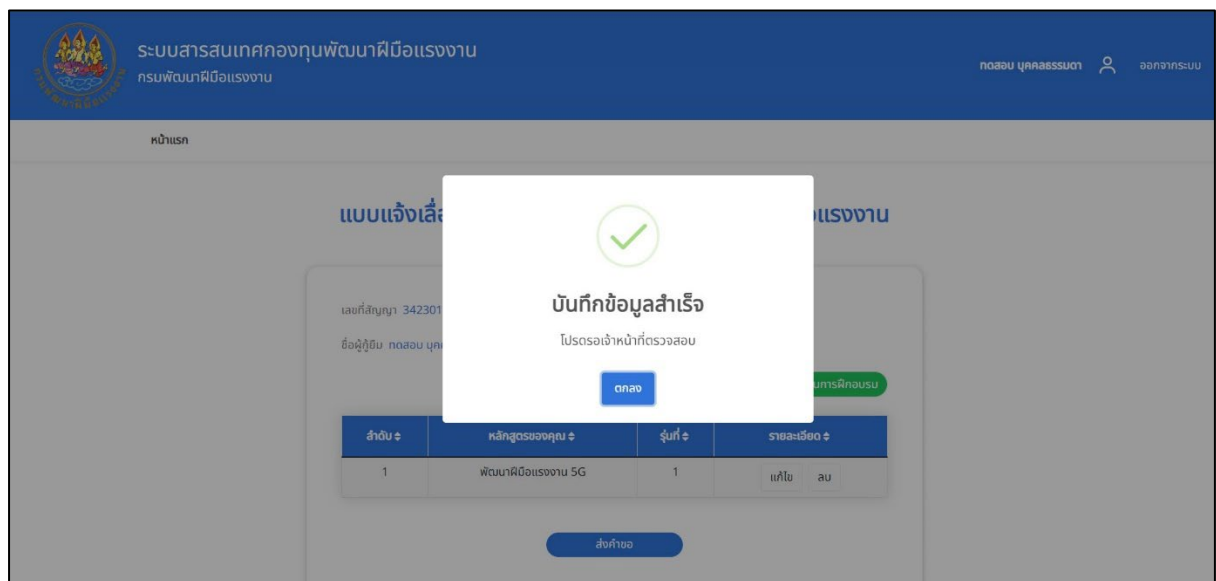 ระบบสารสนเทศกองทุนพัฒนาฝีมือแรงงาน
กรมพัฒนาฝีมือแรงงาน
ทดสอบ บุคคลธรรมดา ออกจากระบบ
หน้าแรก
แบบแจ้งเลื่อ อแรงงาน
เลขที่สัญญา 342301
ชื่อผู้กู้ยืม ทดสอบ บุค
บันทึกข้อมูลสำเร็จ
โปรดรอเจ้าหน้าที่ตรวจสอบ
ตกลง
นการฝึกอบรม
ลำดับ หลักสูตรของคุณ รุ่นที่ รายละเอียด
1 พัฒนาฝีมือแรงงาน 5G 1 แก้ไข ลบ
ส่งคำขอ